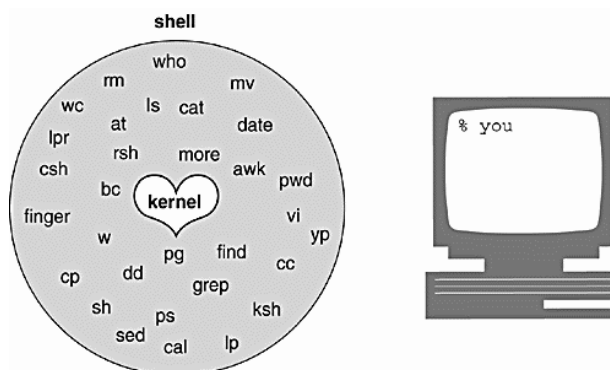 shell
who
rm
mv
wc
ls
cat
at
date
lpr
rsh
more
csh
awk
pwd
bc
kernel
finger
vi
w
yp
pg
find
cc
cp
dd
grep
sh
ps
ksh
sed
cal
lp
% you